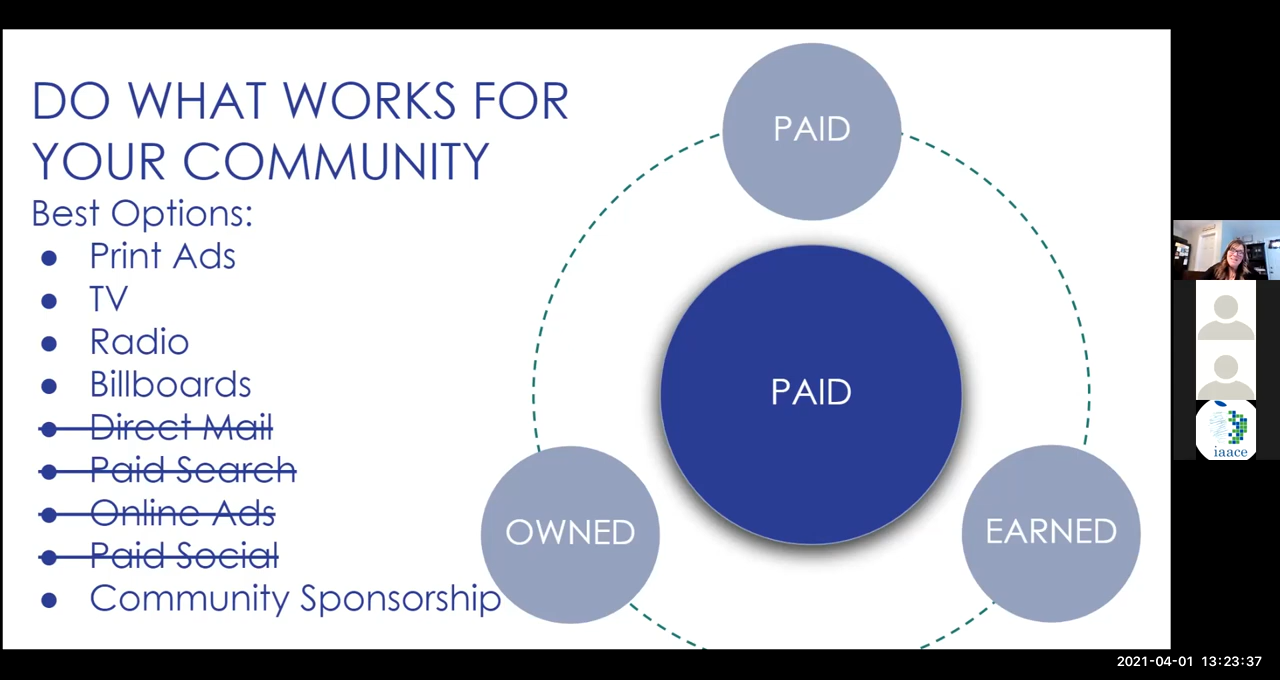 DO WHAT WORKS FOR
YOUR COMMUNITY
Best Options:
● Print Ads
● TV
● Radio
● Billboards
● Direct Mail
● Paid Search
● Online Ads
● Paid Social
● Community Sponsorship
PAID
PAID
OWNED
EARNED
iaace
2021-04-01 13:23:37